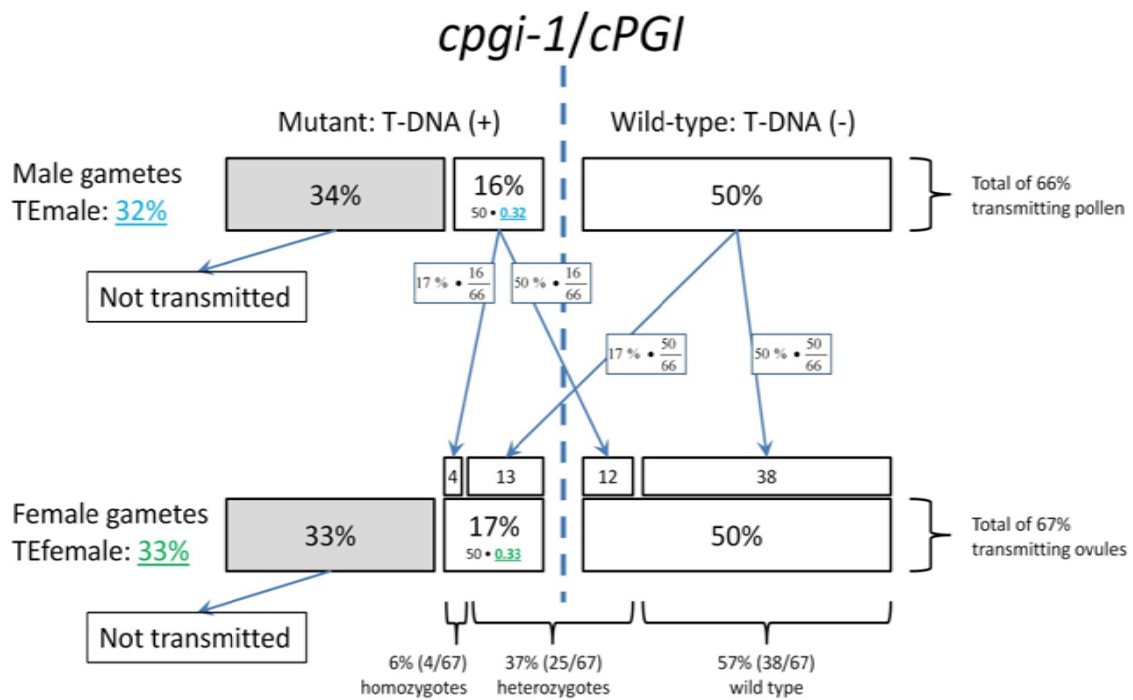 cpgi-1/cPGI
Mutant: T-DNA (+)
Wild-type: T-DNA (-)
Male gametes
TEmale: 32%
34%
16%
50 • 0.32
50%
Total of 66%
transmitting pollen
Not transmitted
17 % • 16/66
50 % • 16/66
17 % • 50/66
50 % • 50/66
4
13
12
38
Female gametes
TEfemale: 33%
33%
17%
50 • 0.33
50%
Total of 67%
transmitting ovules
Not transmitted
6% (4/67)
homozygotes
37% (25/67)
heterozygotes
57% (38/67)
wild type